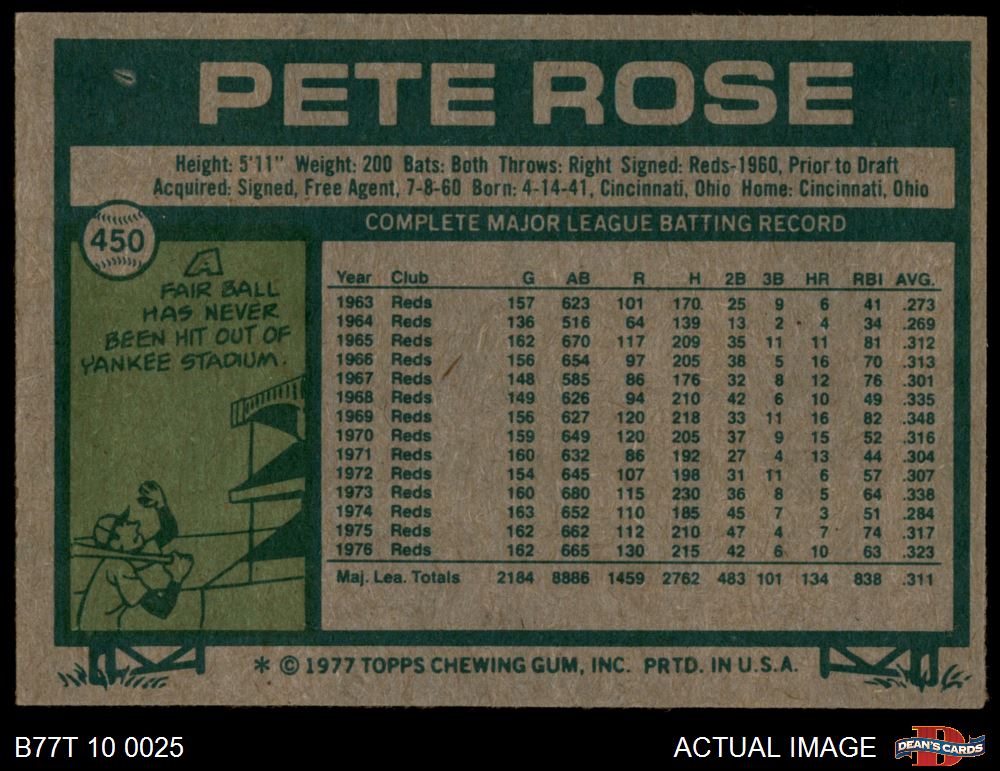 PETE ROSE
Height: 5'11" Weight: 200 Bats: Both Throws: Right Signed: Reds-1960, Prior to Draft
Acquired: Signed, Free Agent, 7-8-60 Born: 4-14-41, Cincinnati, Ohio Home: Cincinnati, Ohio
COMPLETE MAJOR LEAGUE BATTING RECORD
450
A
FAIR BALL
HAS NEVER
BEEN HIT OUT OF
YANKEE STADIUM.
Year Club G AB R H 2B 3B HR RBI AVG.
1963 Reds 157 623 101 170 25 9 6 41 .273
1964 Reds 136 516 64 139 13 2 4 34 .269
1965 Reds 162 670 117 209 35 11 11 81 .312
1966 Reds 156 654 97 205 38 5 16 70 .313
1967 Reds 148 585 86 176 32 8 12 76 .301
1968 Reds 149 626 94 210 42 6 10 49 .335
1969 Reds 156 627 120 218 33 11 16 82 .348
1970 Reds 159 649 120 205 37 9 15 52 .316
1971 Reds 160 632 86 192 27 4 13 44 .304
1972 Reds 154 645 107 198 31 11 6 57 .307
1973 Reds 160 680 115 230 36 8 5 64 .338
1974 Reds 163 652 110 185 45 7 3 51 .284
1975 Reds 162 662 112 210 47 4 7 74 .317
1976 Reds 162 665 130 215 42 6 10 63 .323
Maj. Lea. Totals 2184 8886 1459 2762 483 101 134 838 .311
* © 1977 TOPPS CHEWING GUM, INC. PRTD. IN U.S.A.
B77T 10 0025
ACTUAL IMAGE
D
DEAN'S CARDS